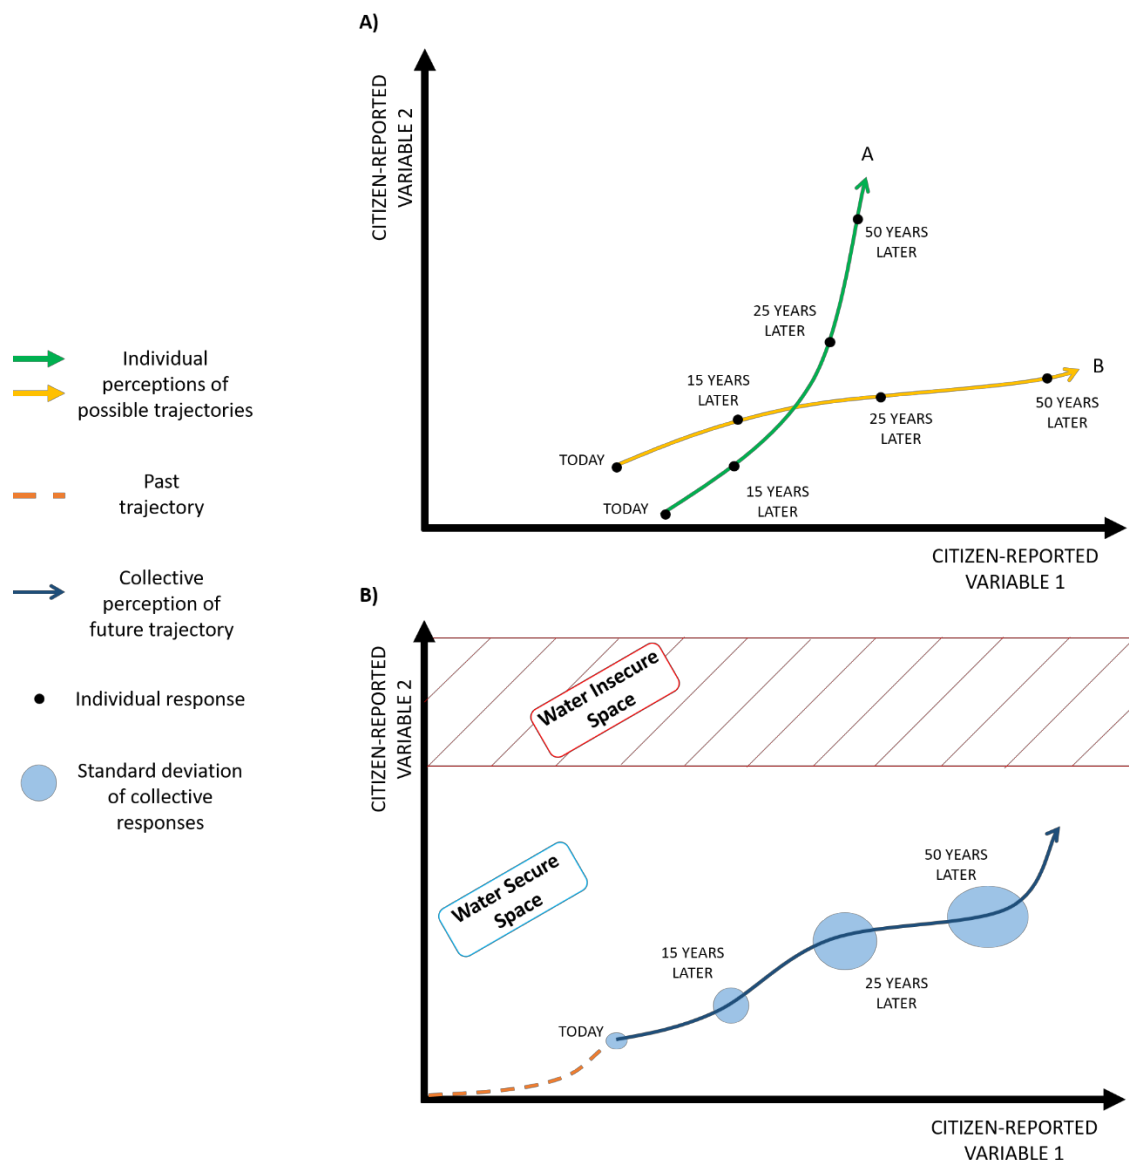 A)
CITIZEN-REPORTED
VARIABLE 2
A
50 YEARS
LATER
25 YEARS
LATER
15 YEARS
LATER
B
50 YEARS
LATER
25 YEARS
LATER
TODAY
15 YEARS
LATER
TODAY
CITIZEN-REPORTED
VARIABLE 1
Individual
perceptions of
possible trajectories
Past
trajectory
Collective
perception of
future trajectory
Individual response
Standard deviation
of collective
responses
B)
CITIZEN-REPORTED
VARIABLE 2
Water Insecure
Space
Water Secure
Space
50 YEARS
LATER
15 YEARS
LATER
25 YEARS
LATER
TODAY
CITIZEN-REPORTED
VARIABLE 1